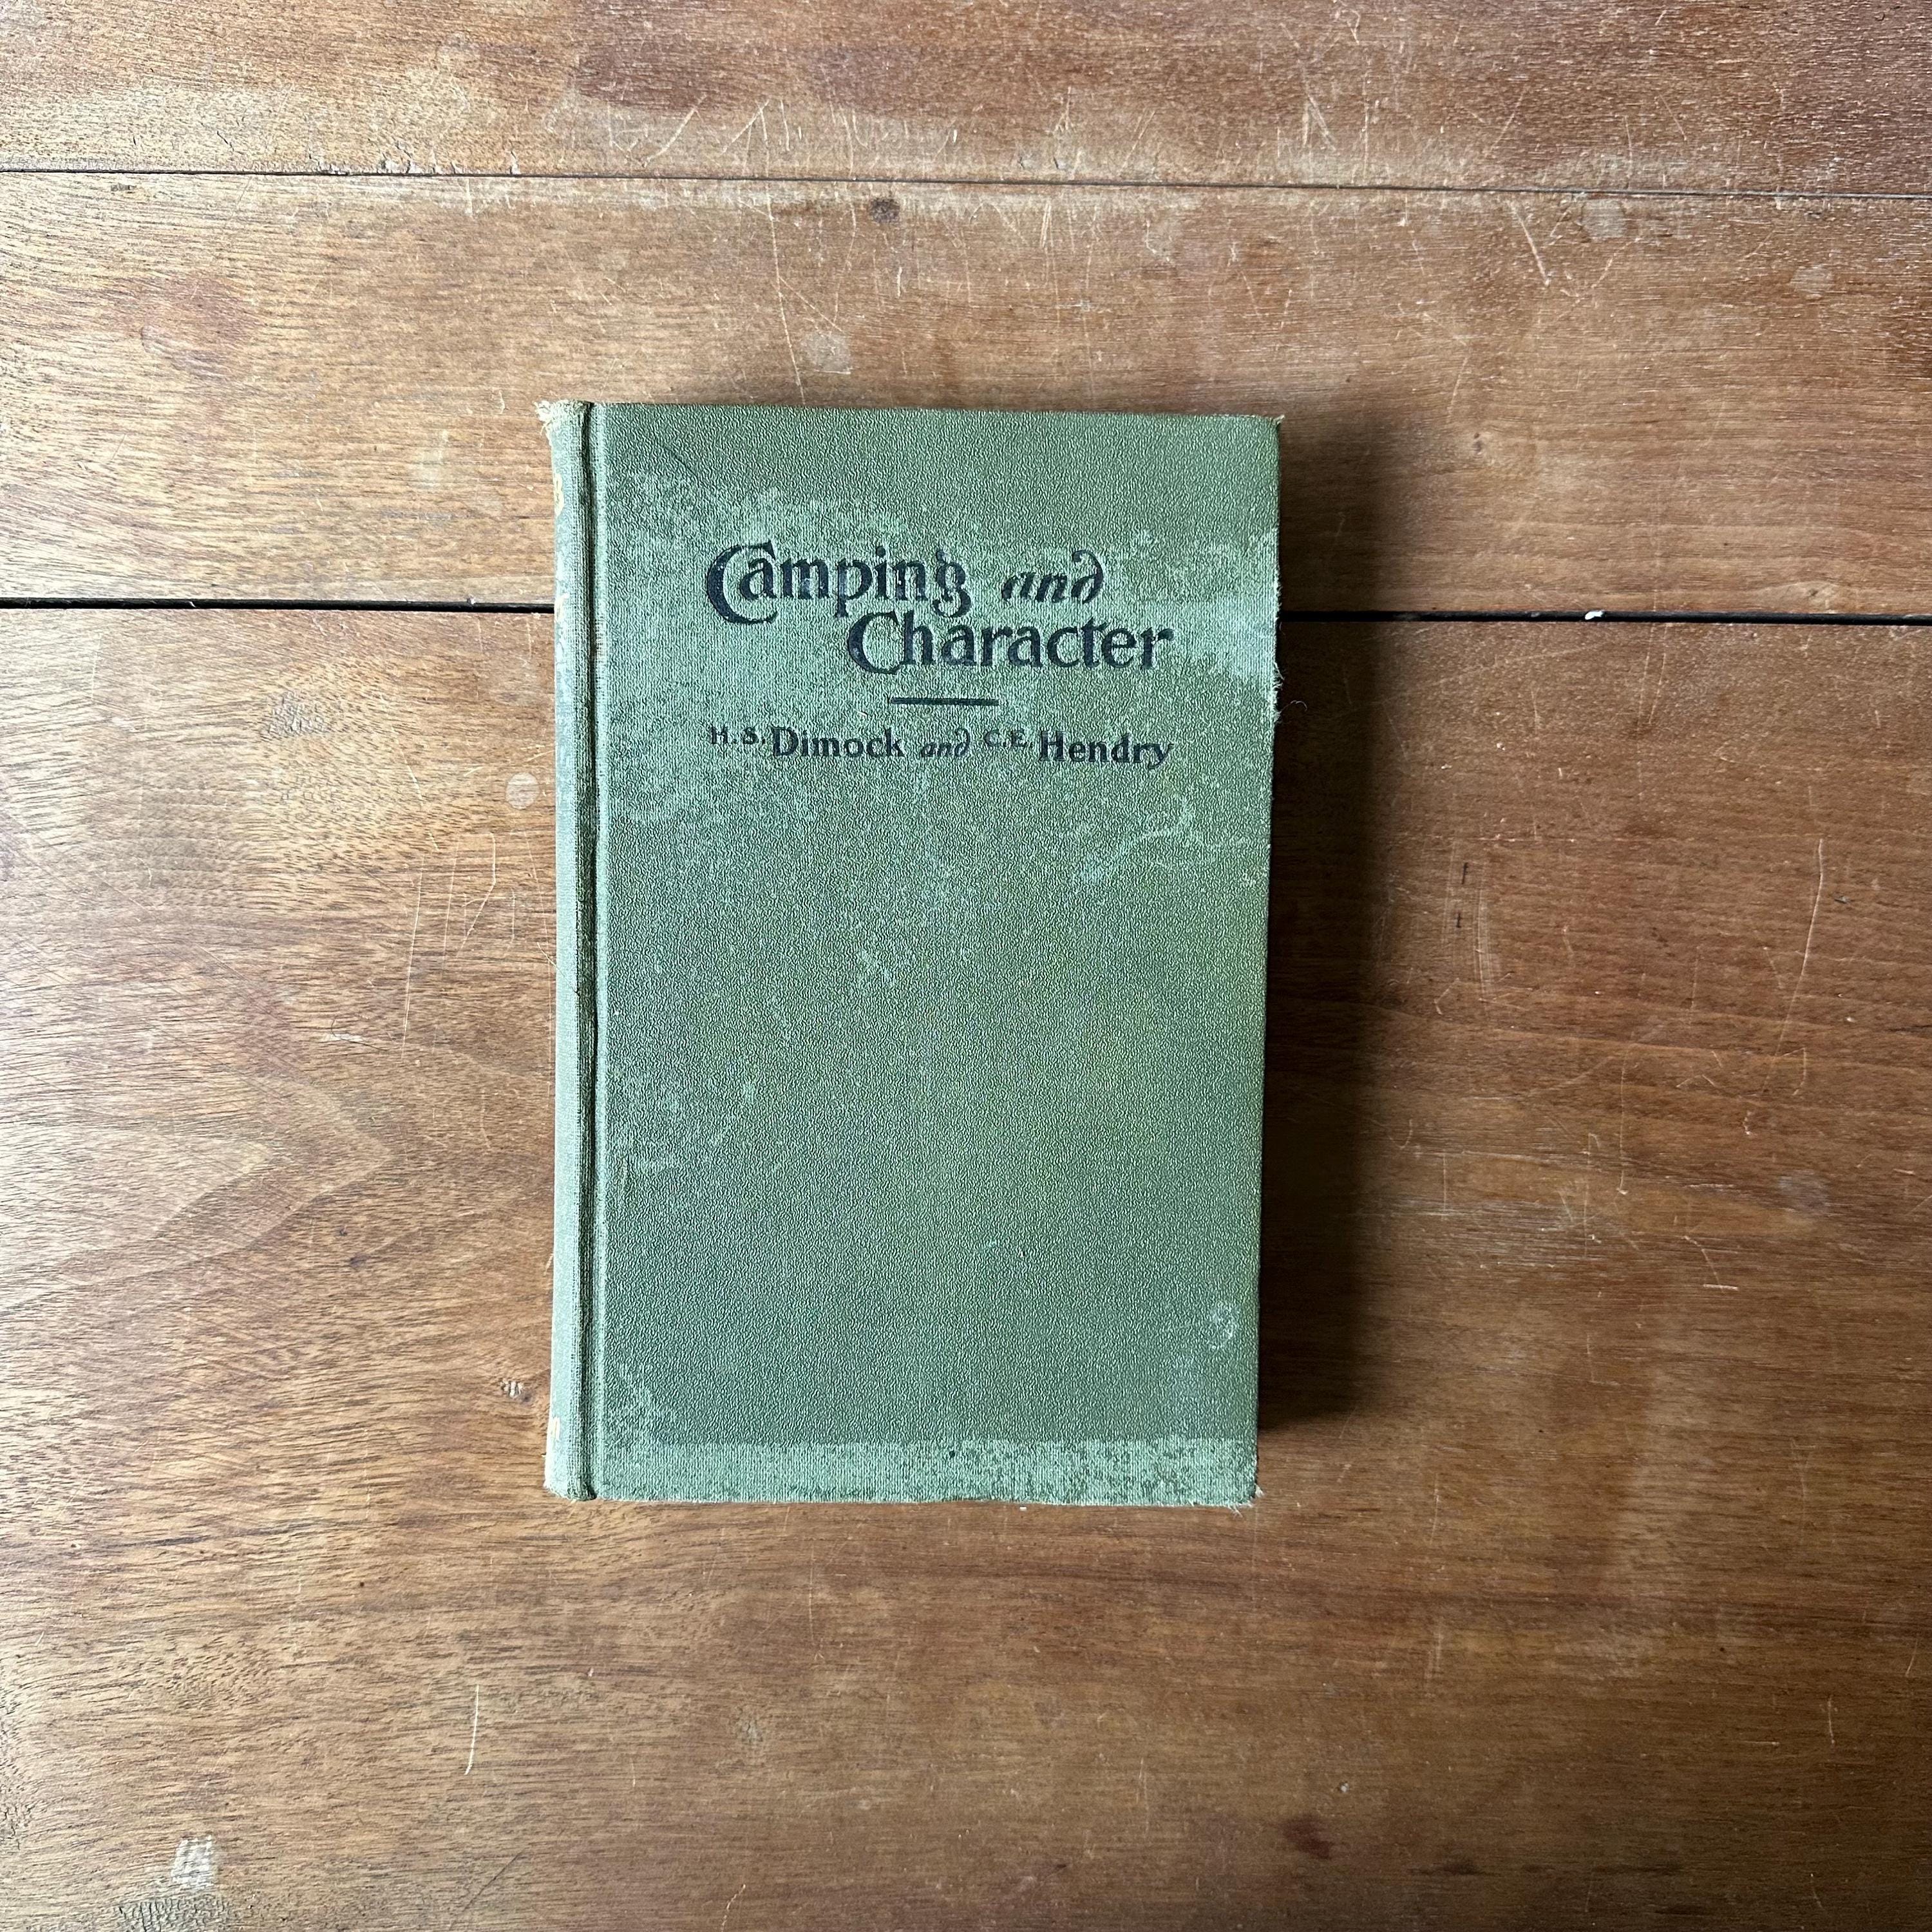 Camping and
Character
H. S. Dimock and C. E. Hendry